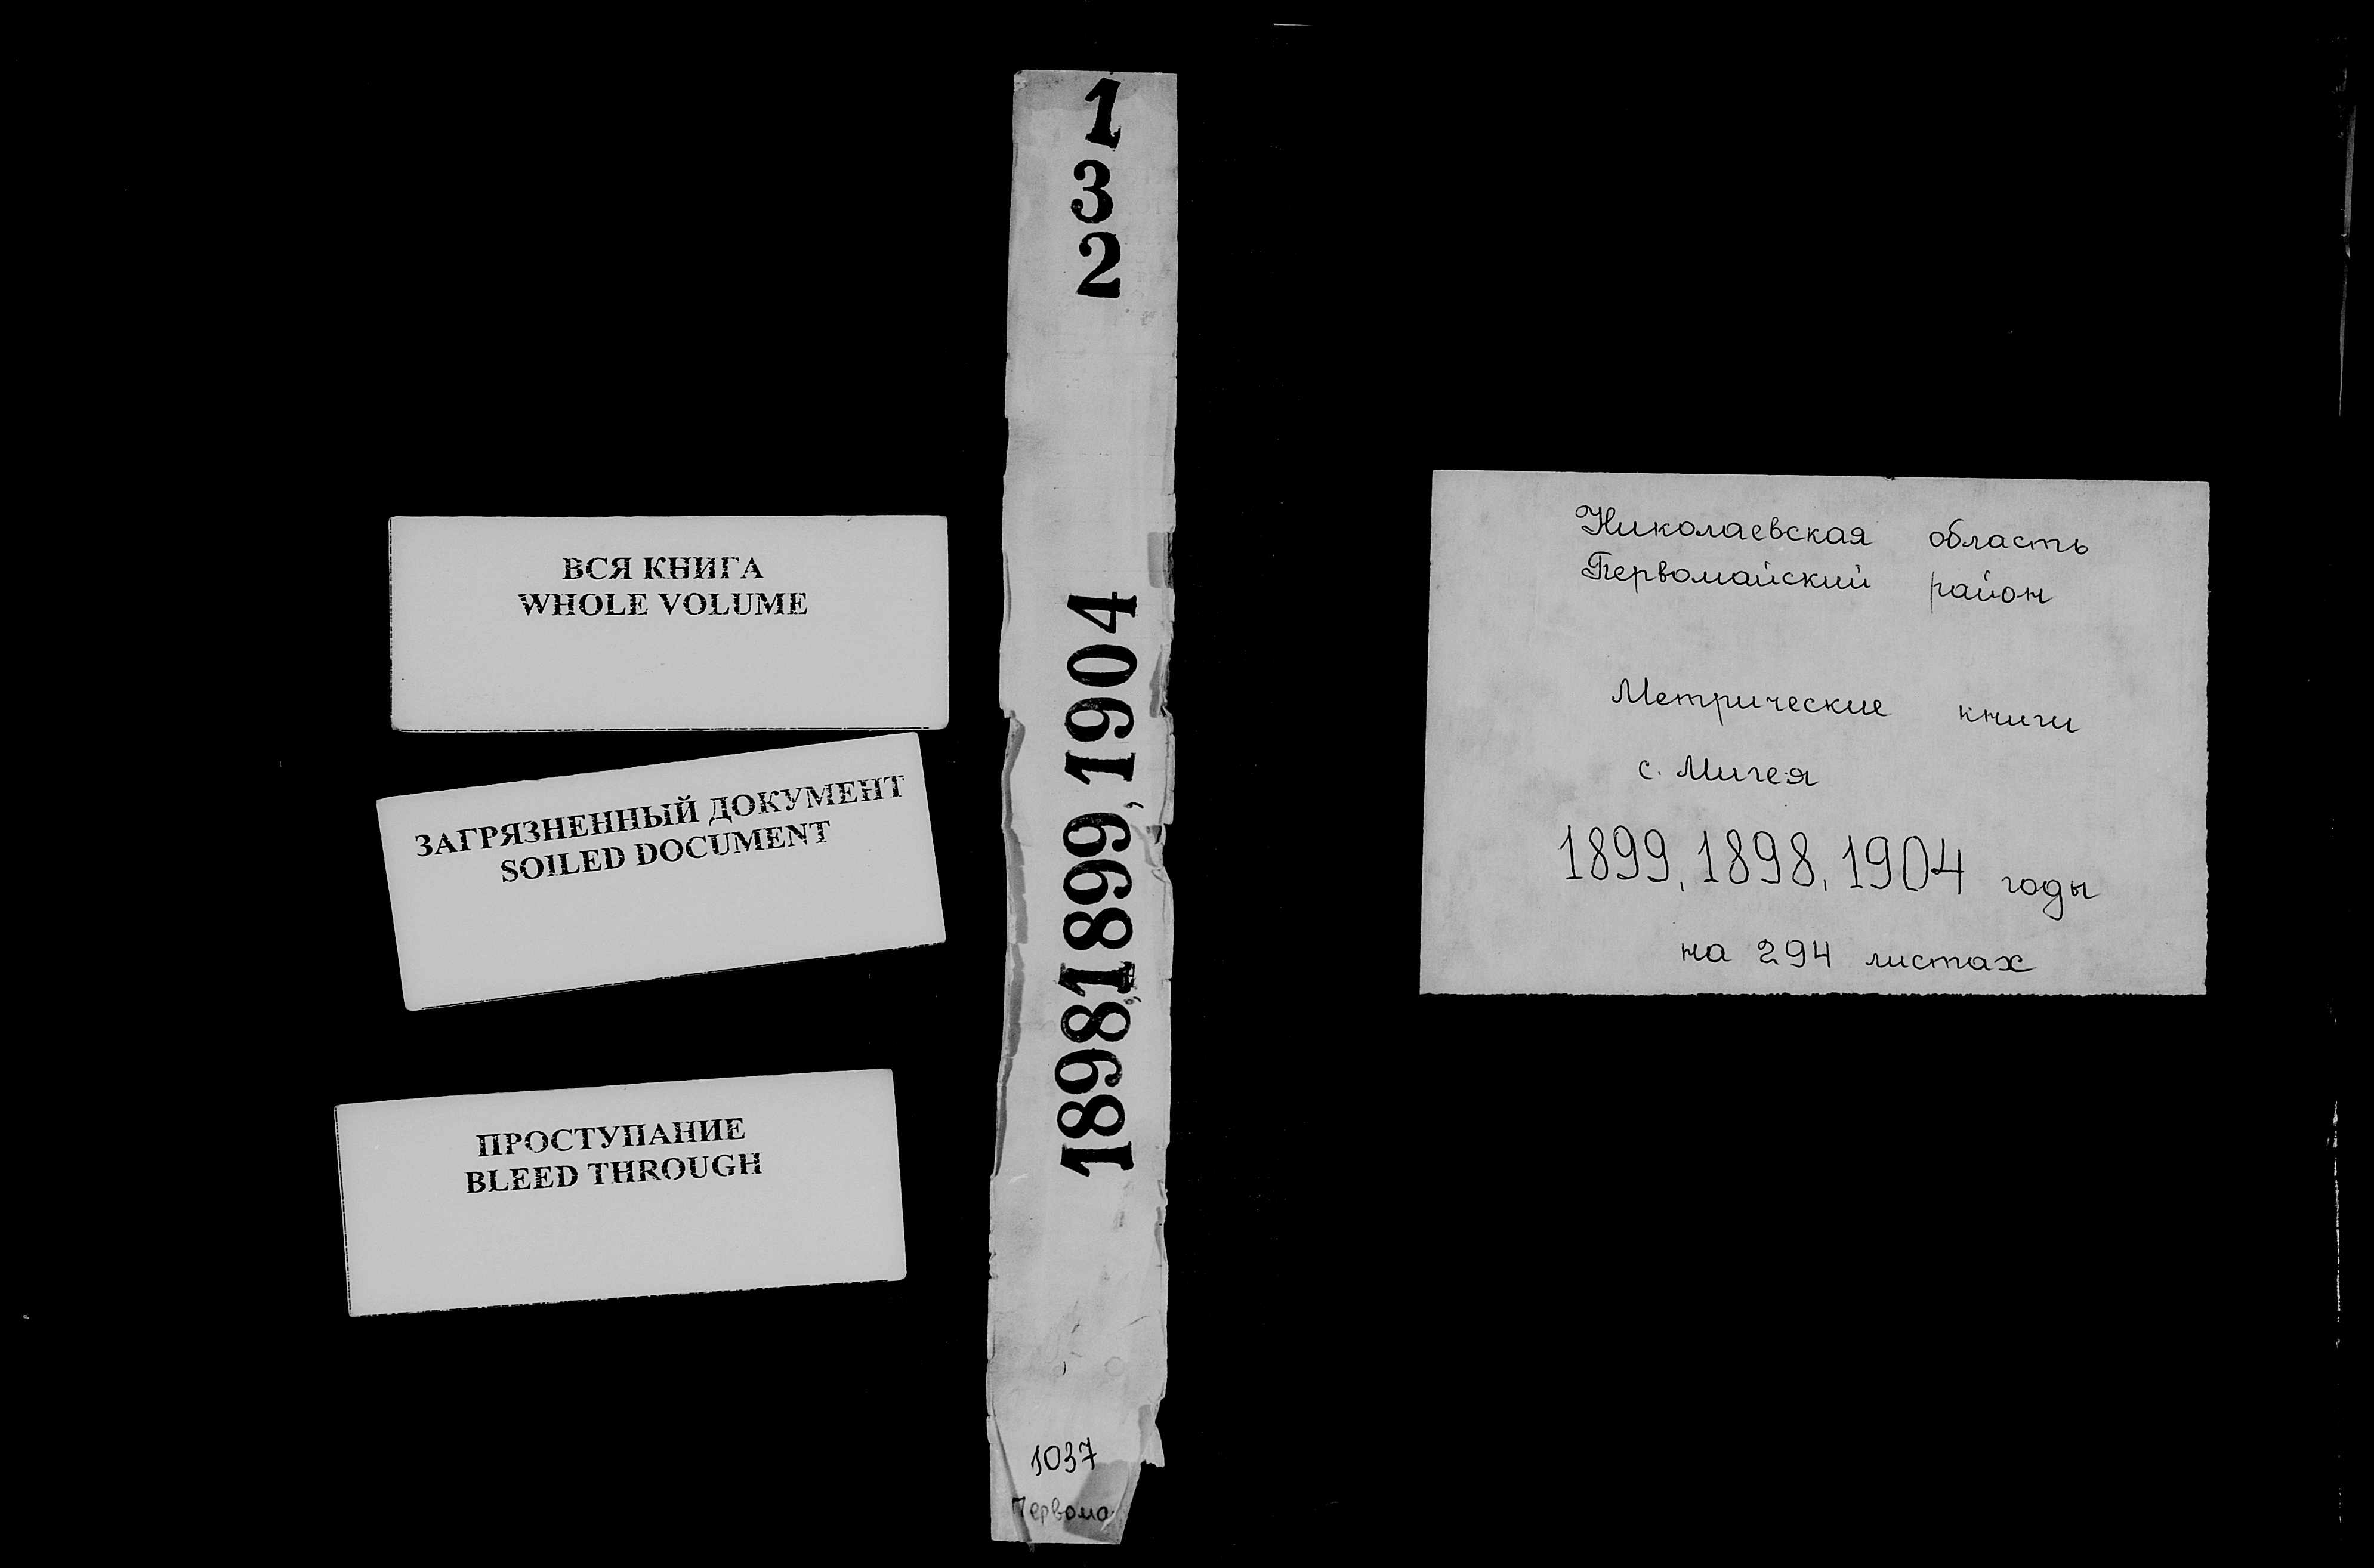 ВСЯ КНИГА
WHOLE VOLUME
ЗАГРЯЗНЕННЫЙ ДОКУМЕНТ
SOILED DOCUMENT
ПРОСТУПАНИЕ
BLEED THROUGH
1
3
2
1898,1899,1904
1037
Первома
Николаевская область
Первомайский район
Метрические книги
с. Мигея
1899, 1898, 1904 годы
на 294 листах